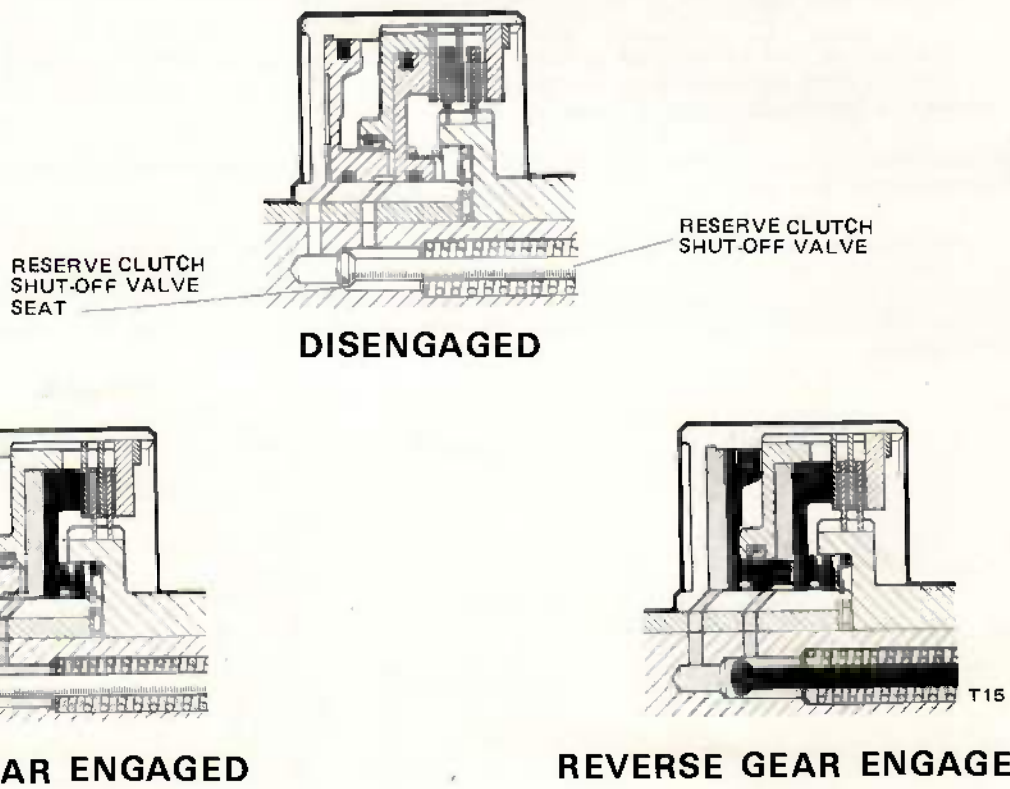 RESERVE CLUTCH
SHUT-OFF VALVE
SEAT
RESERVE CLUTCH
SHUT-OFF VALVE
DISENGAGED
T15
AR ENGAGED
REVERSE GEAR ENGAGE